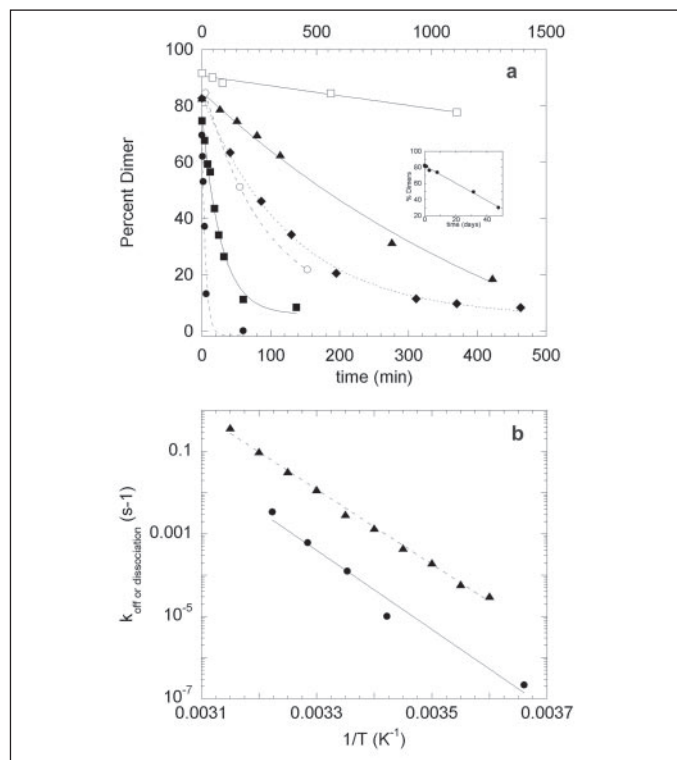 0 500 1000 1500
100
a
80
60
40
20
0
Percent Dimer
100
80
60
40
20
% Dimers
0 20 40
time (days)
0 100 200 300 400 500
time (min)
b
0.1
0.001
10-5
10-7
k off or dissociation (s-1)
0.0031 0.0033 0.0035 0.0037
1/T (K-1)